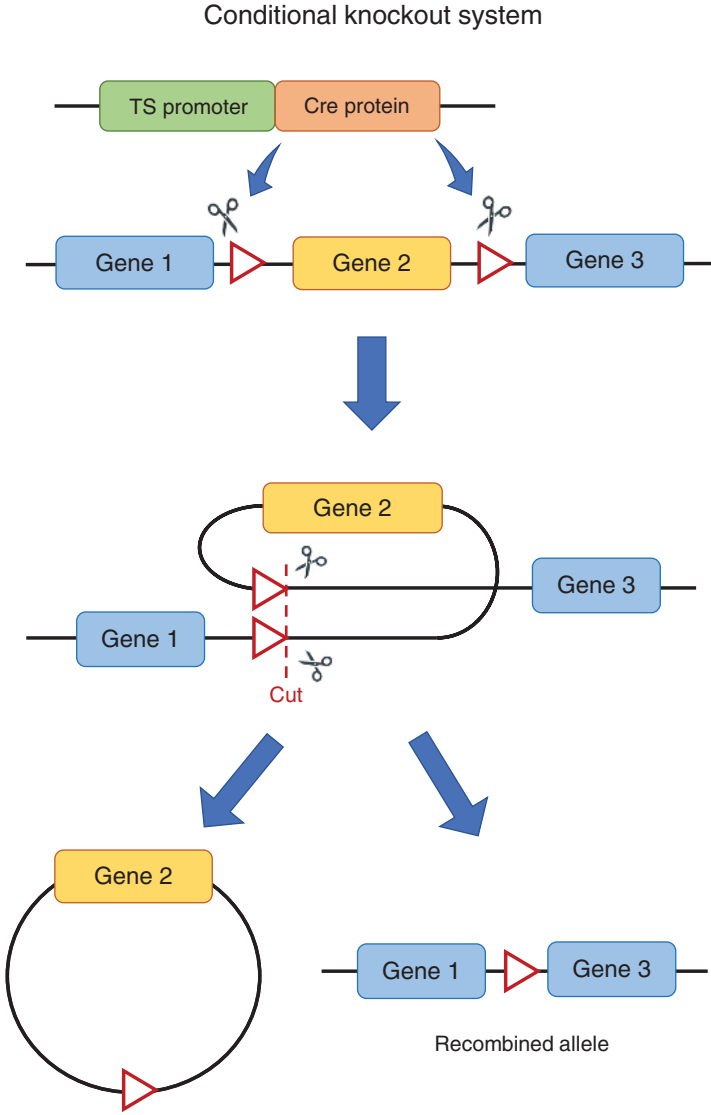 Conditional knockout system
TS promoter
Cre protein
Gene 1
Gene 2
Gene 3
Gene 2
Gene 3
Gene 1
Cut
Gene 2
Gene 1
Gene 3
Recombined allele